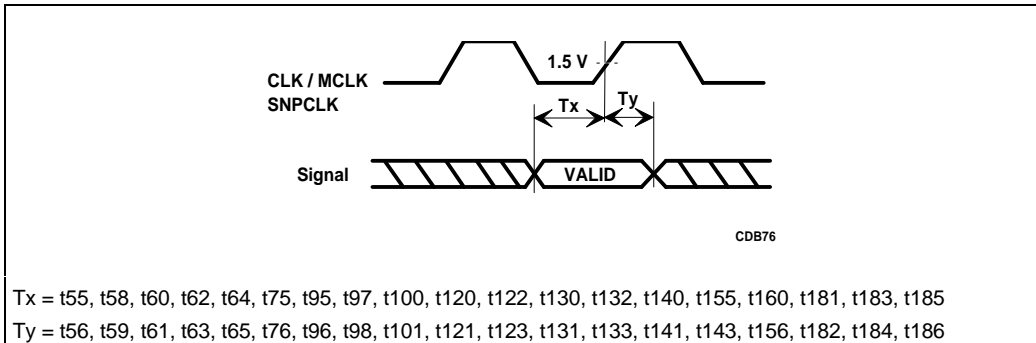 1.5 V
CLK / MCLK
SNPCLK
Tx
Ty
Signal
VALID
CDB76
Tx = t55, t58, t60, t62, t64, t75, t95, t97, t100, t120, t122, t130, t132, t140, t155, t160, t181, t183, t185
Ty = t56, t59, t61, t63, t65, t76, t96, t98, t101, t121, t123, t131, t133, t141, t143, t156, t182, t184, t186